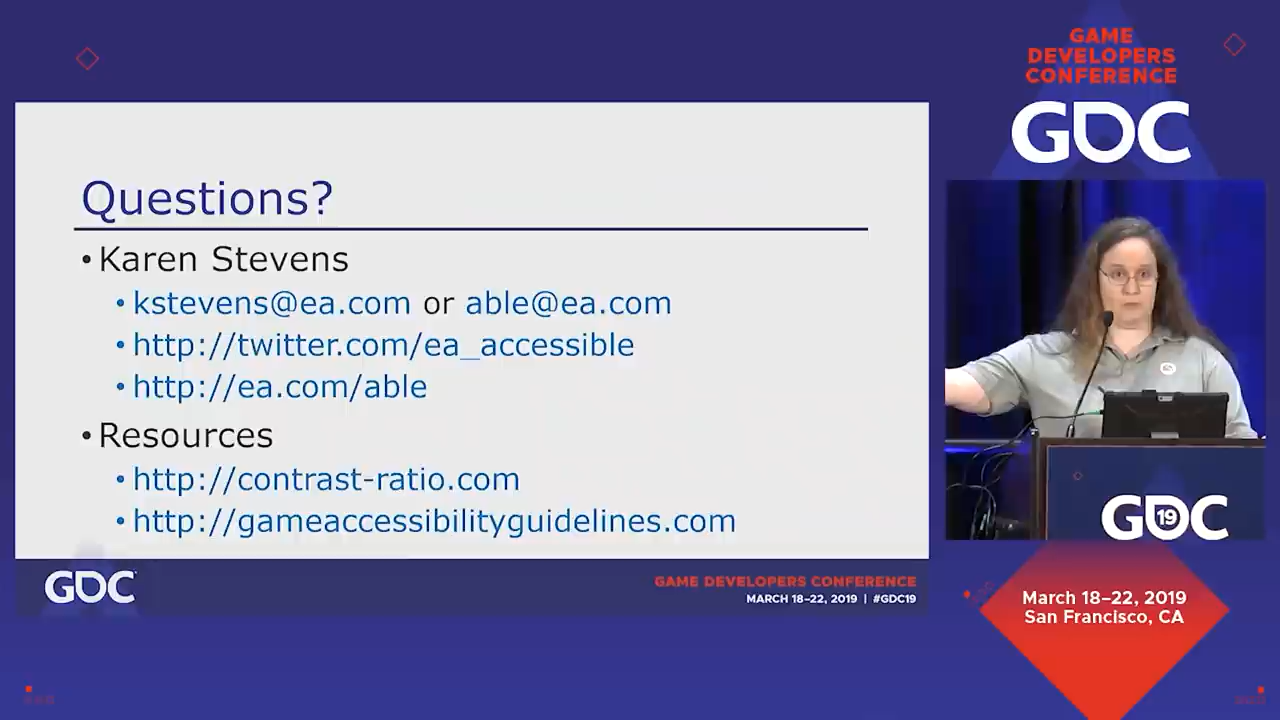 GAME
DEVELOPERS
CONFERENCE
GDC
Questions?
• Karen Stevens
• kstevens@ea.com or able@ea.com
• http://twitter.com/ea_accessible
• http://ea.com/able
• Resources
• http://contrast-ratio.com
• http://gameaccessibilityguidelines.com
GDC
GAME DEVELOPERS CONFERENCE
MARCH 18–22, 2019 | #GDC19
GDC
19
March 18–22, 2019
San Francisco, CA